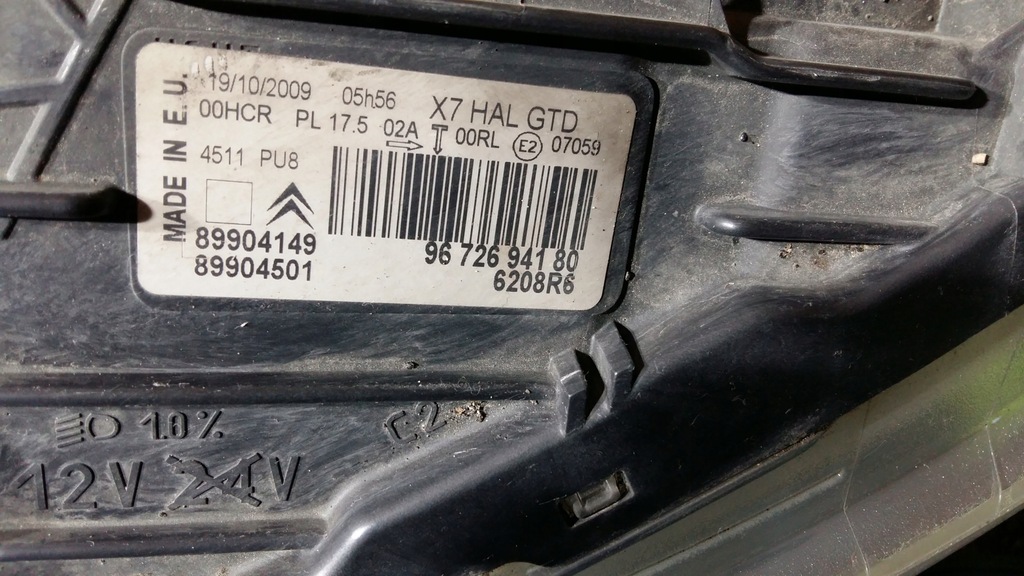 MADE IN E.U.
19/10/2009 05h56 X7 HAL GTD
00HCR PL 17.5 02A 00RL E2 07059
4511 PU8
89904149
89904501
96 726 941 80
6208R6
1.0%
12V 24V